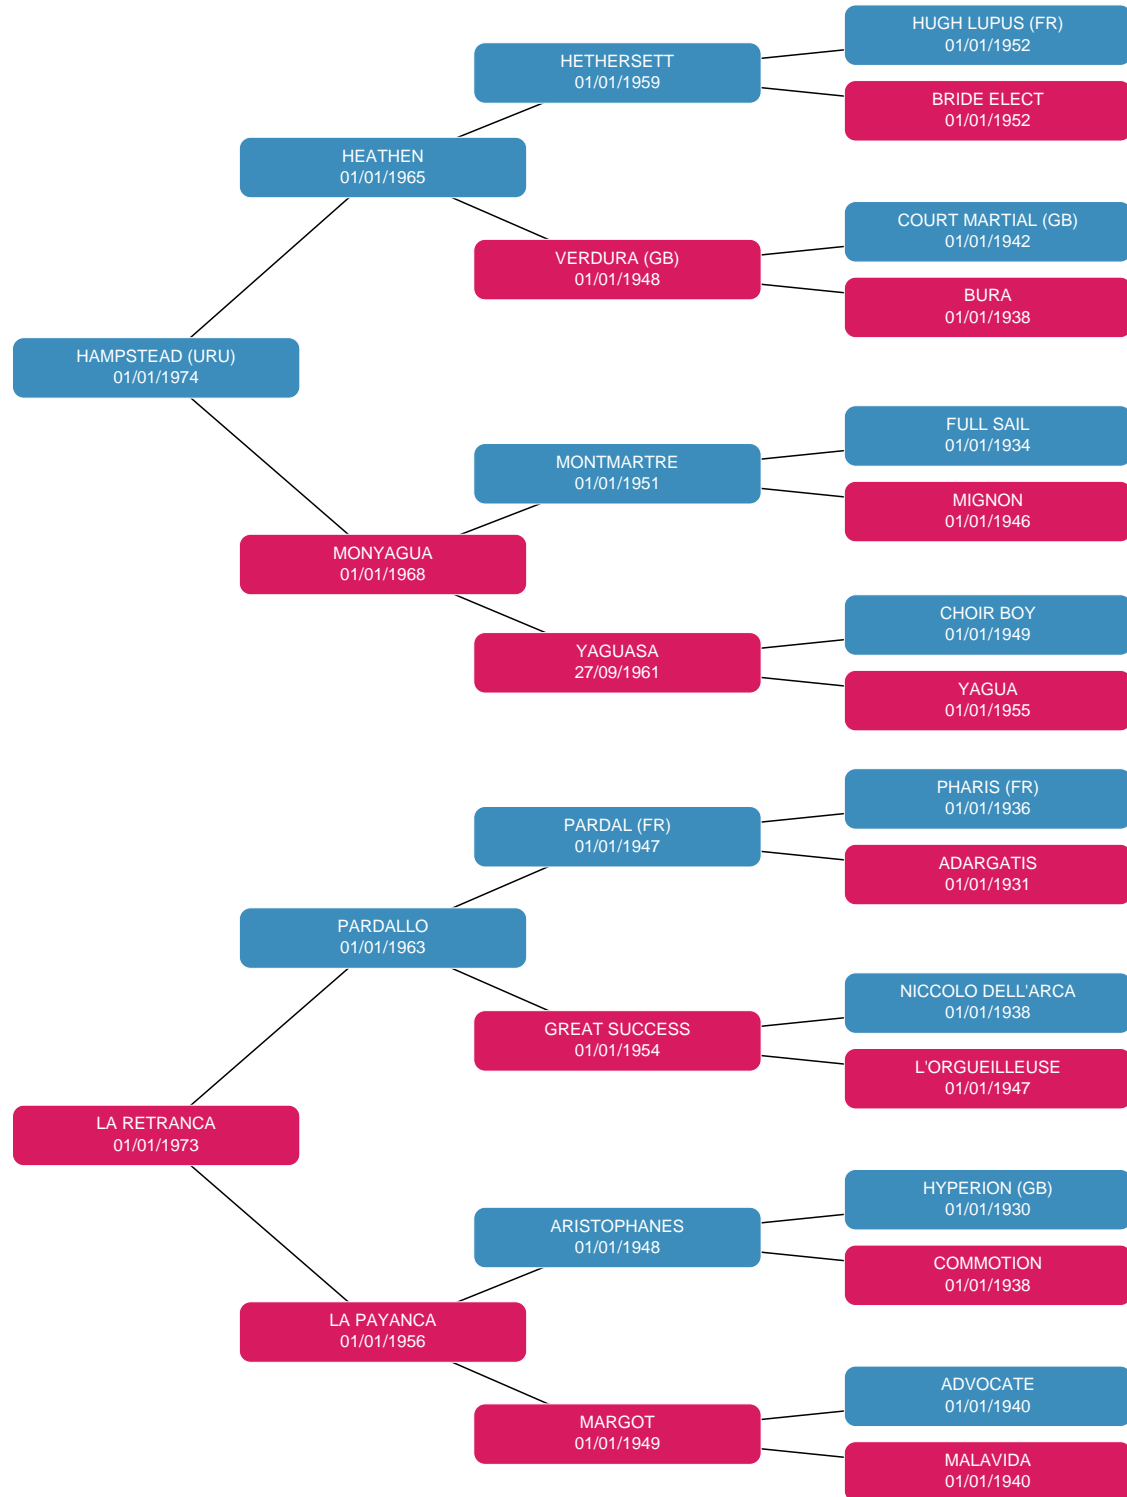 HUGH LUPUS (FR)
01/01/1952
HETHERSETT
01/01/1959
BRIDE ELECT
01/01/1952
HEATHEN
01/01/1965
COURT MARTIAL (GB)
01/01/1942
VERDURA (GB)
01/01/1948
BURA
01/01/1938
HAMPSTEAD (URU)
01/01/1974
FULL SAIL
01/01/1934
MONTMARTRE
01/01/1951
MIGNON
01/01/1946
MONYAGUA
01/01/1968
CHOIR BOY
01/01/1949
YAGUASA
27/09/1961
YAGUA
01/01/1955
PHARIS (FR)
01/01/1936
PARDAL (FR)
01/01/1947
ADARGATIS
01/01/1931
PARDALLO
01/01/1963
NICCOLO DELL'ARCA
01/01/1938
GREAT SUCCESS
01/01/1954
L'ORGUEILLEUSE
01/01/1947
LA RETRANCA
01/01/1973
HYPERION (GB)
01/01/1930
ARISTOPHANES
01/01/1948
COMMOTION
01/01/1938
LA PAYANCA
01/01/1956
ADVOCATE
01/01/1940
MARGOT
01/01/1949
MALAVIDA
01/01/1940